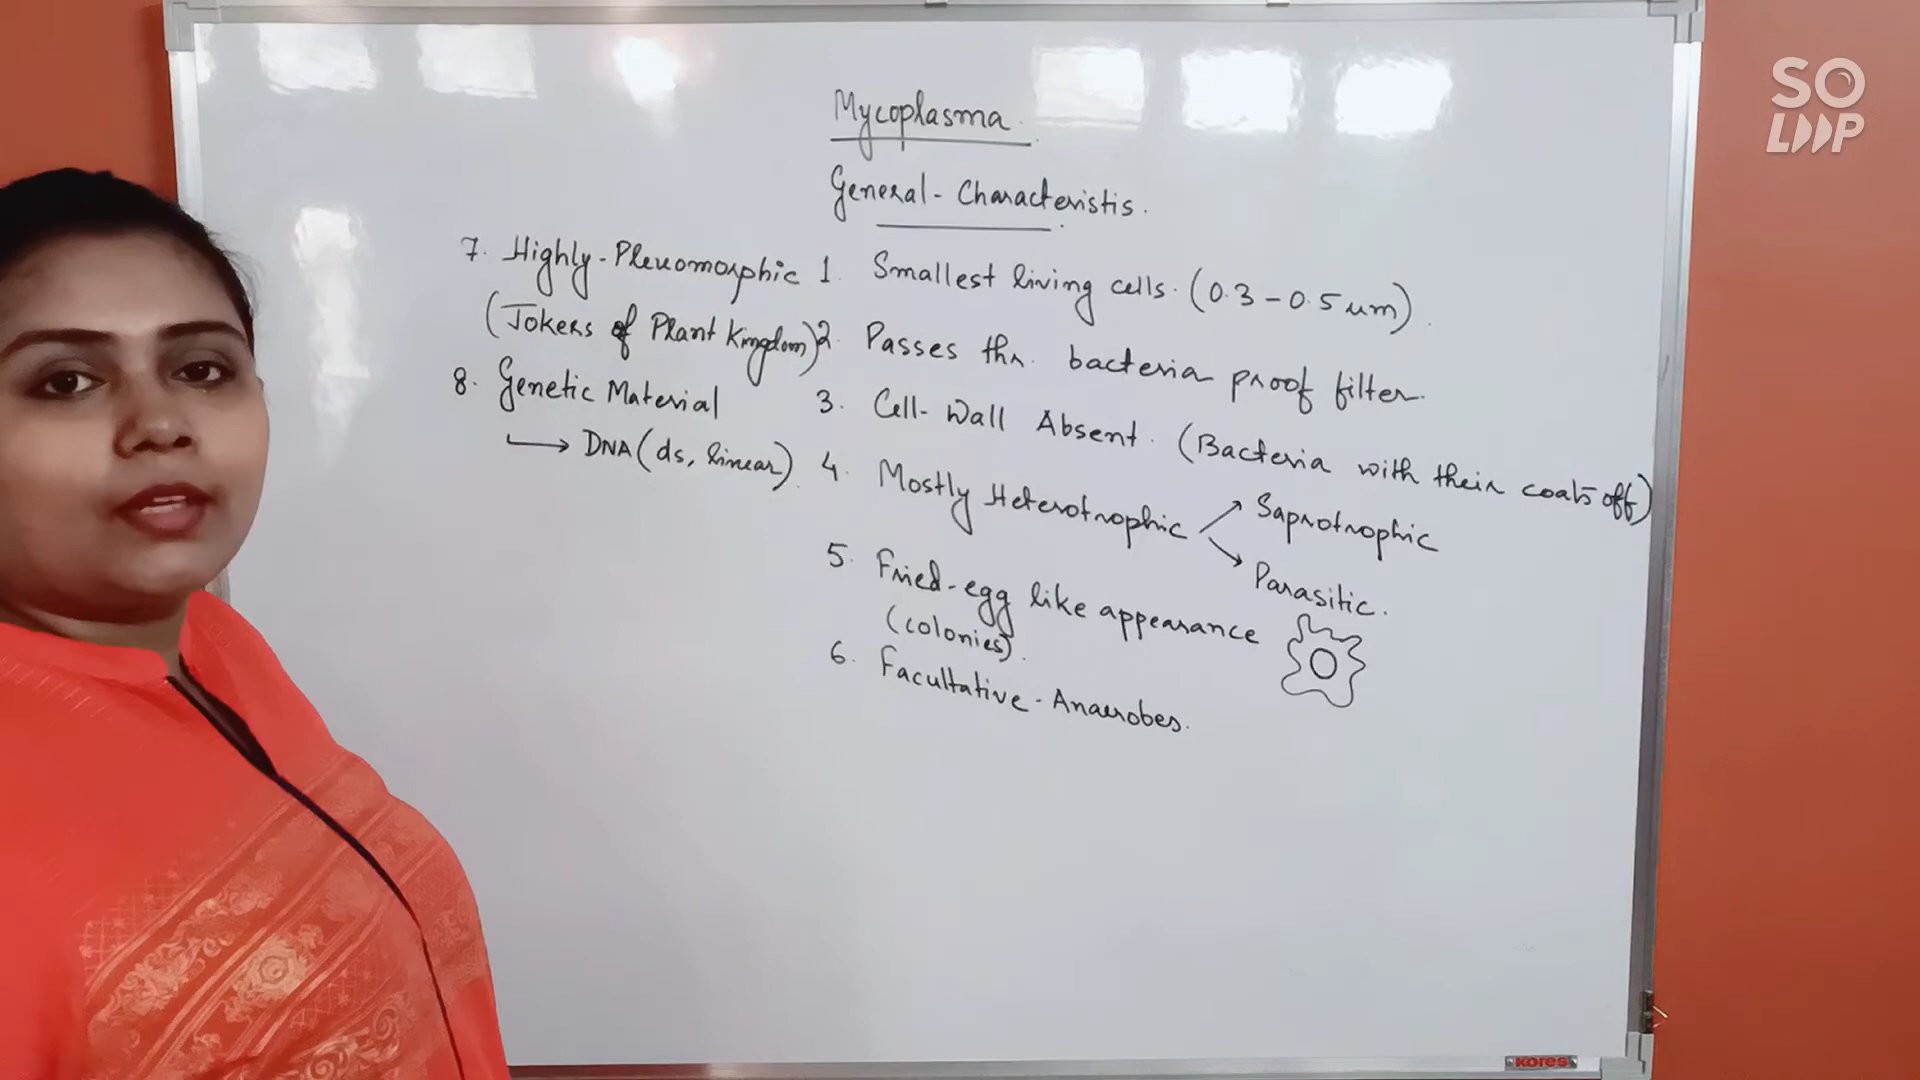 Mycoplasma.
General - Characteristis.
1. Smallest living cells. (0.3 - 0.5 um).
2. Passes thr. bacteria proof filter.
3. Cell-Wall Absent. (Bacteria with their coats off)
4. Mostly Heterotrophic
Saprotrophic
Parasitic.
5. Fried-egg like appearance
(colonies).
6. Facultative - Anaerobes.
7. Highly-Pleuomorphic
(Jokers of Plant Kingdom)
8. Genetic Material
DNA (ds, linear).
SO
LOOP
KORES